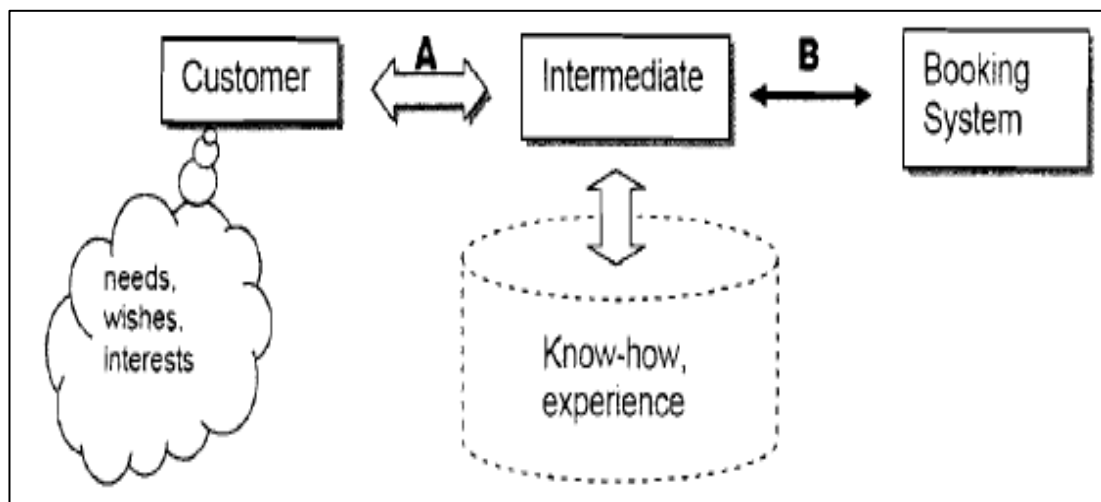 Customer
A
Intermediate
B
Booking
System
needs,
wishes,
interests
Know-how,
experience